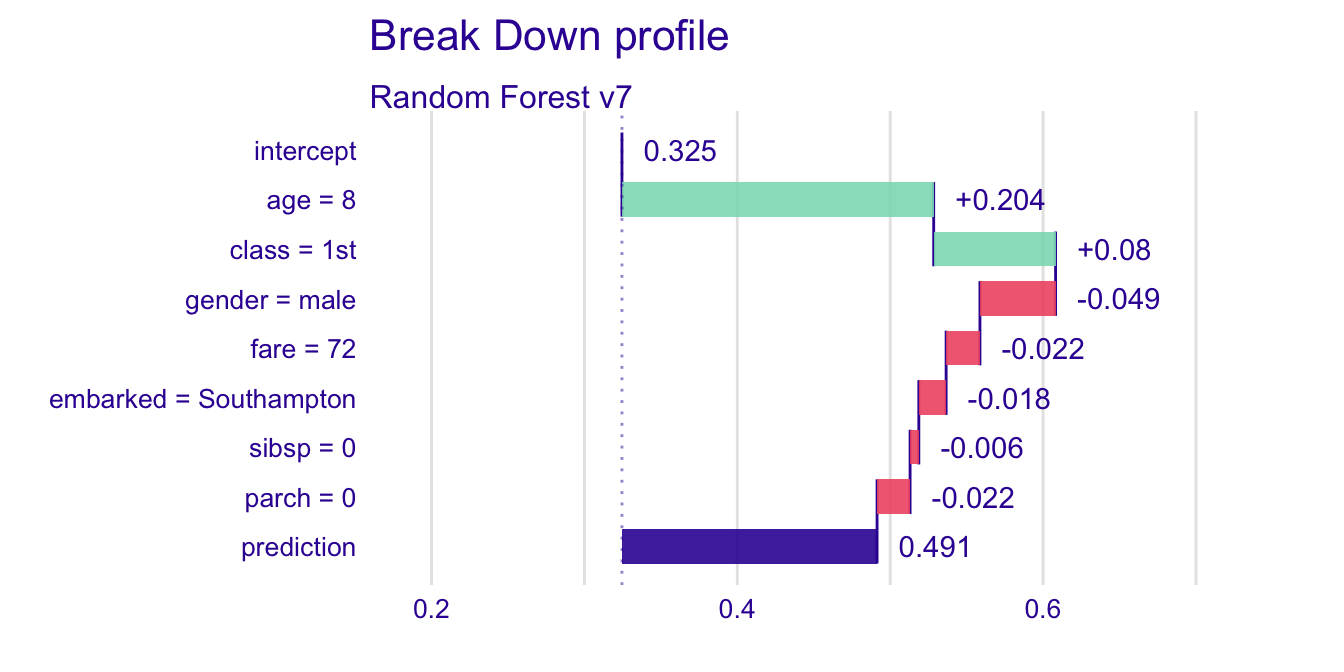 Break Down profile
Random Forest v7
intercept 0.325
age = 8 +0.204
class = 1st +0.08
gender = male -0.049
fare = 72 -0.022
embarked = Southampton -0.018
sibsp = 0 -0.006
parch = 0 -0.022
prediction 0.491
0.2 0.4 0.6